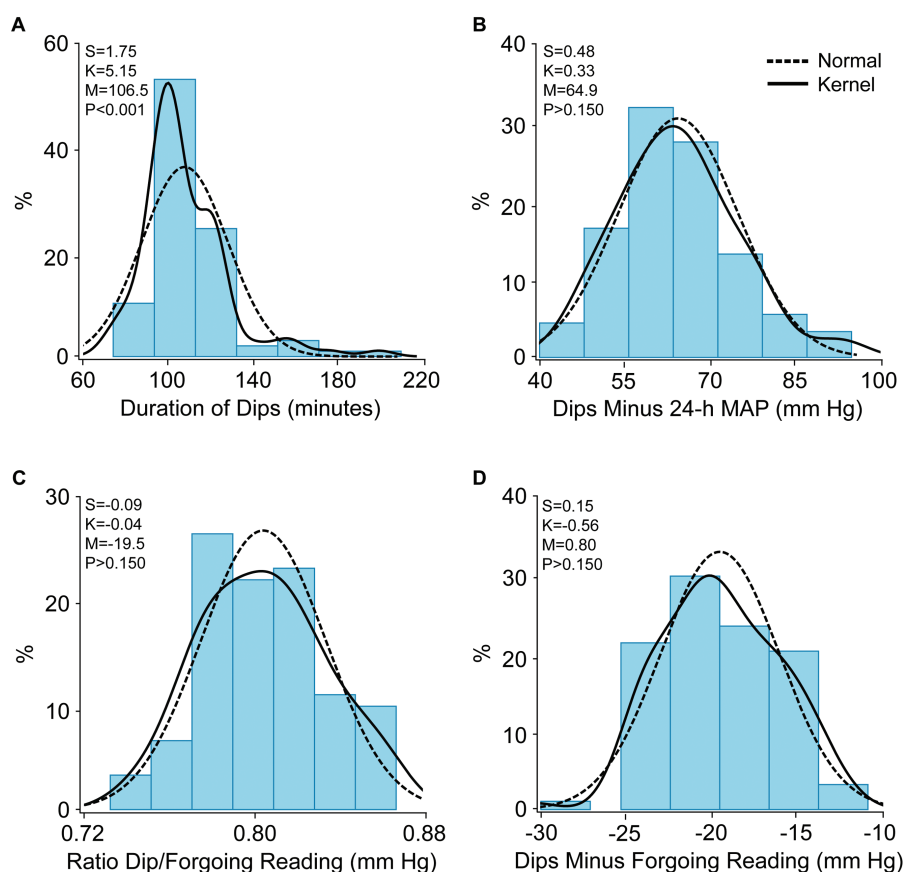 A
S=1.75
K=5.15
M=106.5
P<0.001
60
40
20
0
%
60
100
140
180
220
Duration of Dips (minutes)
B
S=0.48
K=0.33
M=64.9
P>0.150
Normal
Kernel
40
30
20
10
0
%
40
55
70
85
100
Dips Minus 24-h MAP (mm Hg)
C
S=-0.09
K=-0.04
M=-19.5
P>0.150
30
20
10
0
%
0.72
0.80
0.88
Ratio Dip/Forgoing Reading (mm Hg)
D
S=0.15
K=-0.56
M=0.80
P>0.150
40
30
20
10
0
%
-30
-25
-20
-15
-10
Dips Minus Forgoing Reading (mm Hg)